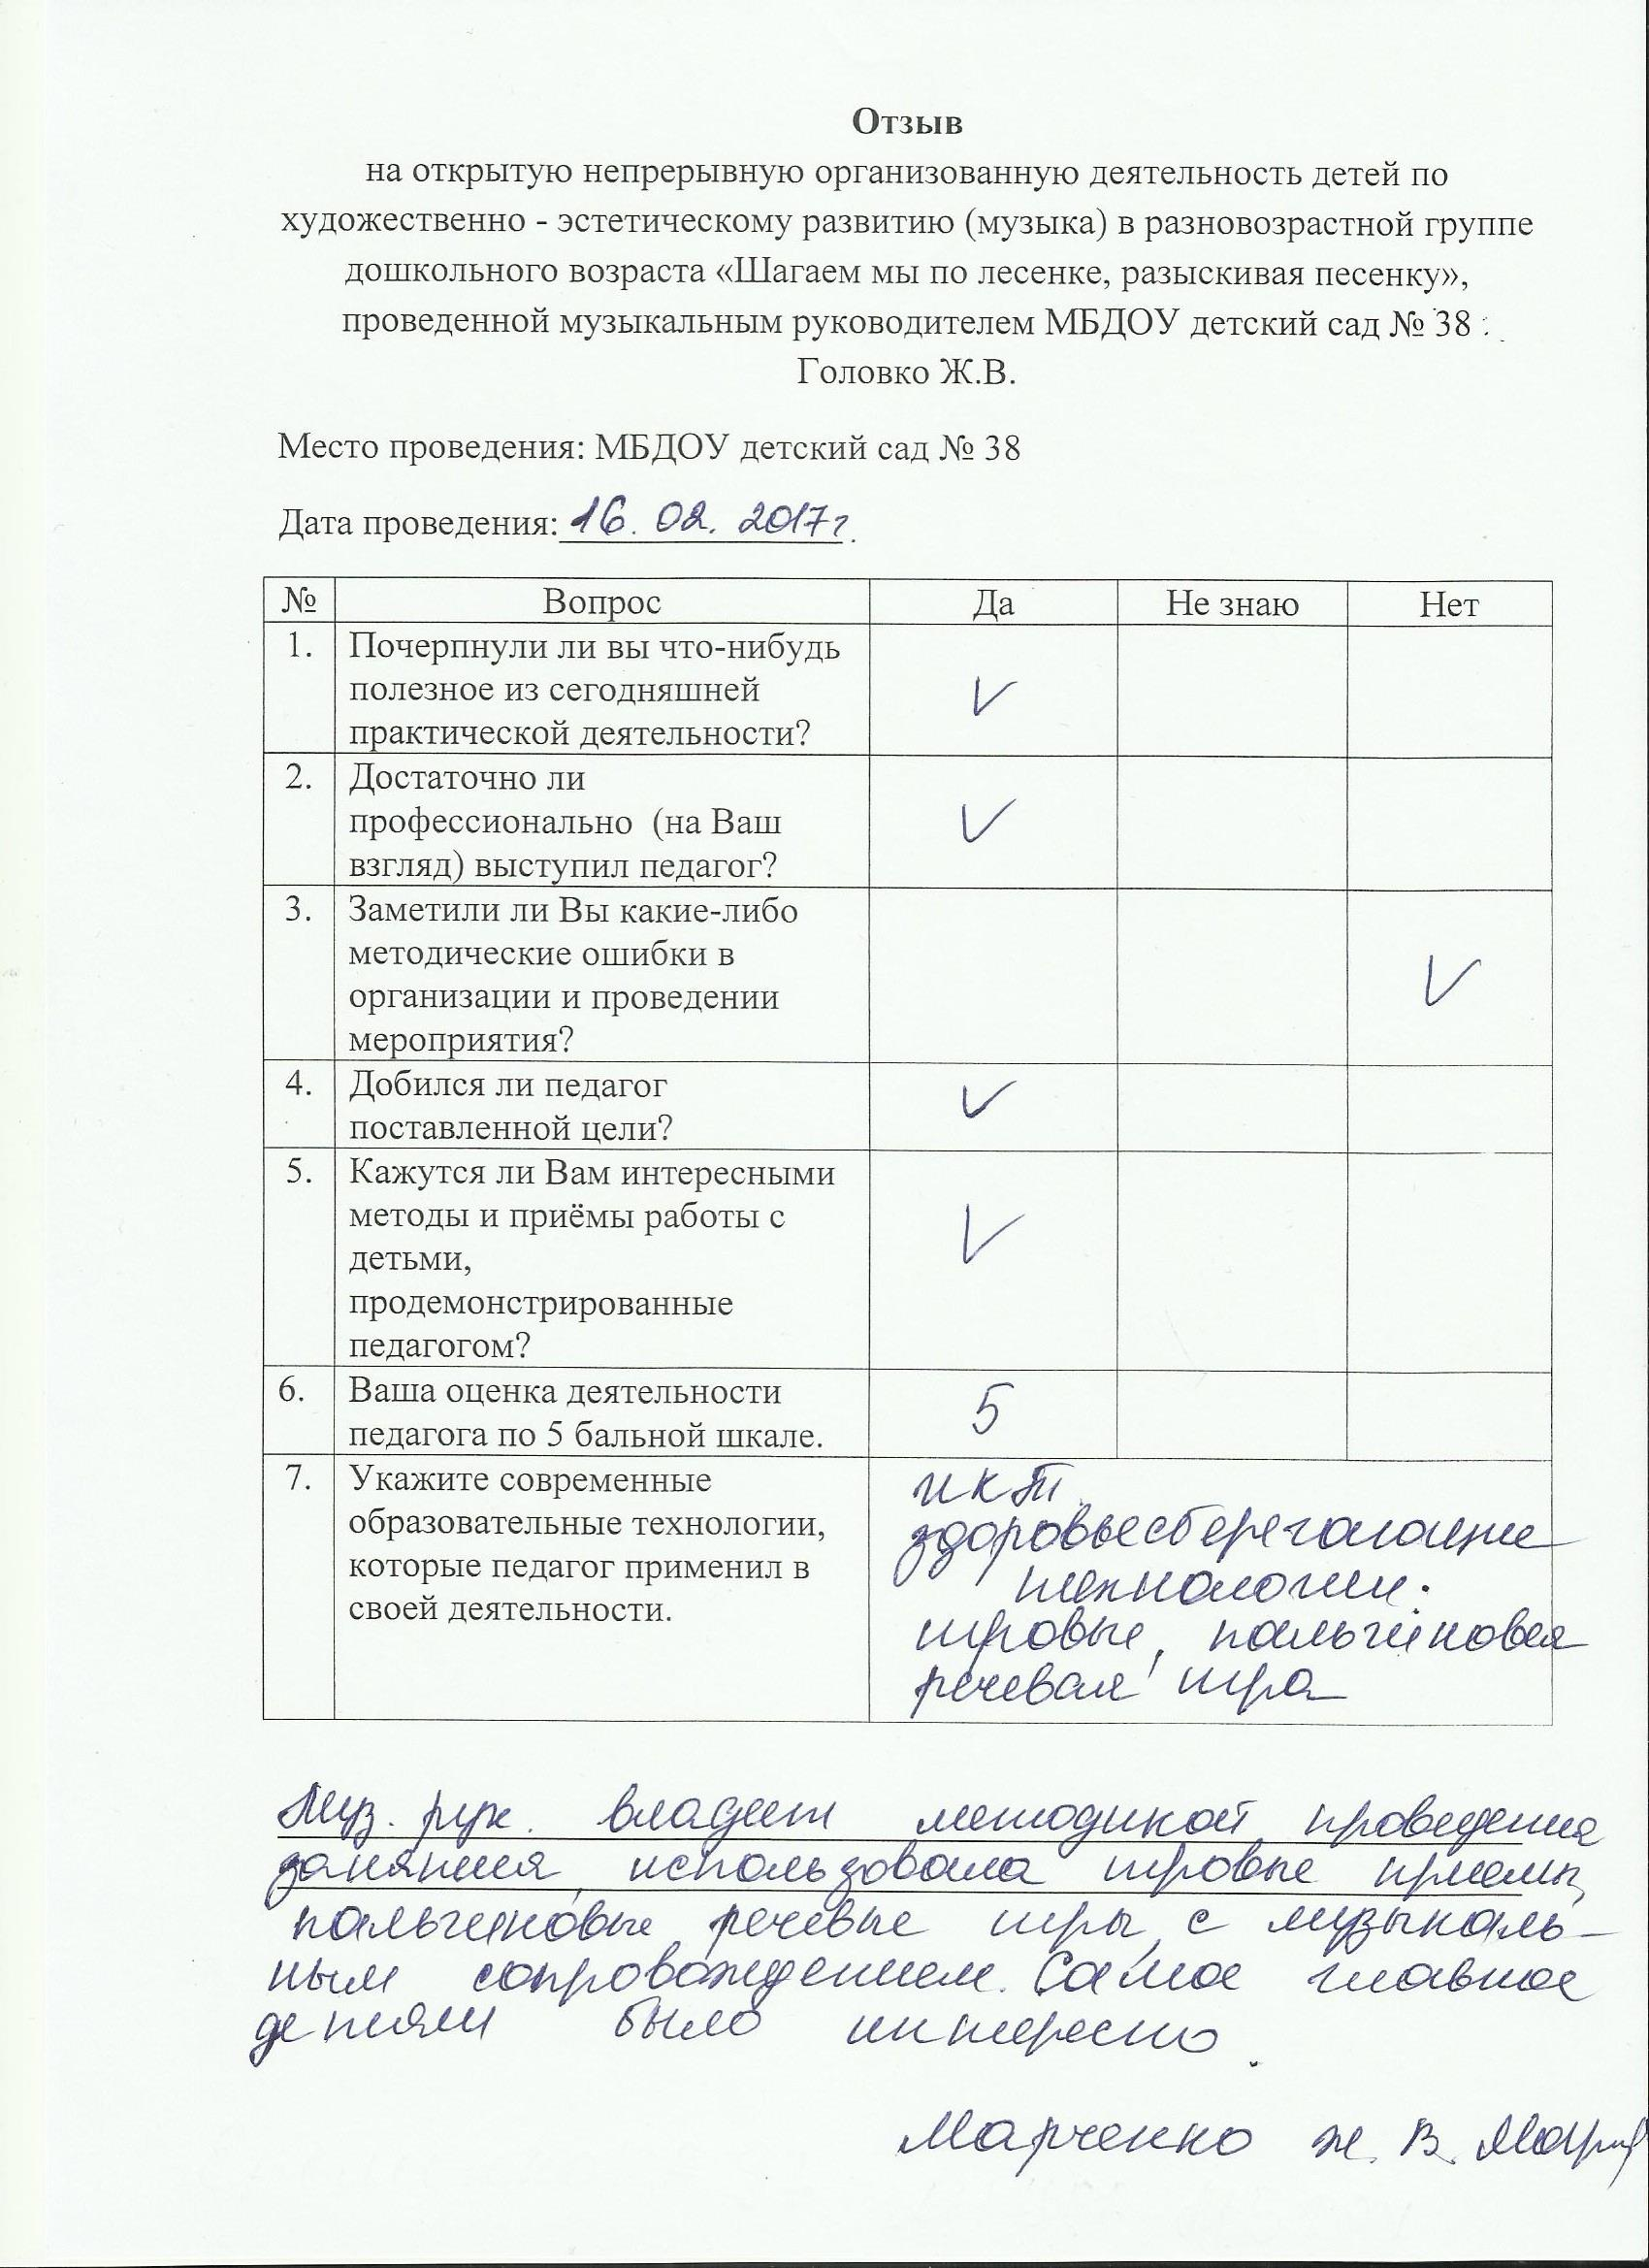 Отзыв
на открытую непрерывную организованную деятельность детей по
художественно - эстетическому развитию (музыка) в разновозрастной группе
дошкольного возраста «Шагаем мы по лесенке, разыскивая песенку»,
проведенной музыкальным руководителем МБДОУ детский сад № 38
Головко Ж.В.
Место проведения: МБДОУ детский сад № 38
Дата проведения: 16. 02. 2017г.
№ Вопрос Да Не знаю Нет
1. Почерпнули ли вы что-нибудь
полезное из сегодняшней
практической деятельности?
2. Достаточно ли
профессионально (на Ваш
взгляд) выступил педагог?
3. Заметили ли Вы какие-либо
методические ошибки в
организации и проведении
мероприятия?
4. Добился ли педагог
поставленной цели?
5. Кажутся ли Вам интересными
методы и приёмы работы с
детьми,
продемонстрированные
педагогом?
6. Ваша оценка деятельности 5
педагога по 5 бальной шкале.
7. Укажите современные
образовательные технологии,
которые педагог применил в
своей деятельности.
ИКТ
здоровьесберегающие
технологии.
игровые, пальчиковая
речевая игра
Муз. рук. владеет методикой проведения
занятия, использовала игровые приемы,
пальчиковые речевые игры с музыкаль-
ным сопровождением. Самое главное
детям было интересно.
Марченко Ж. В.